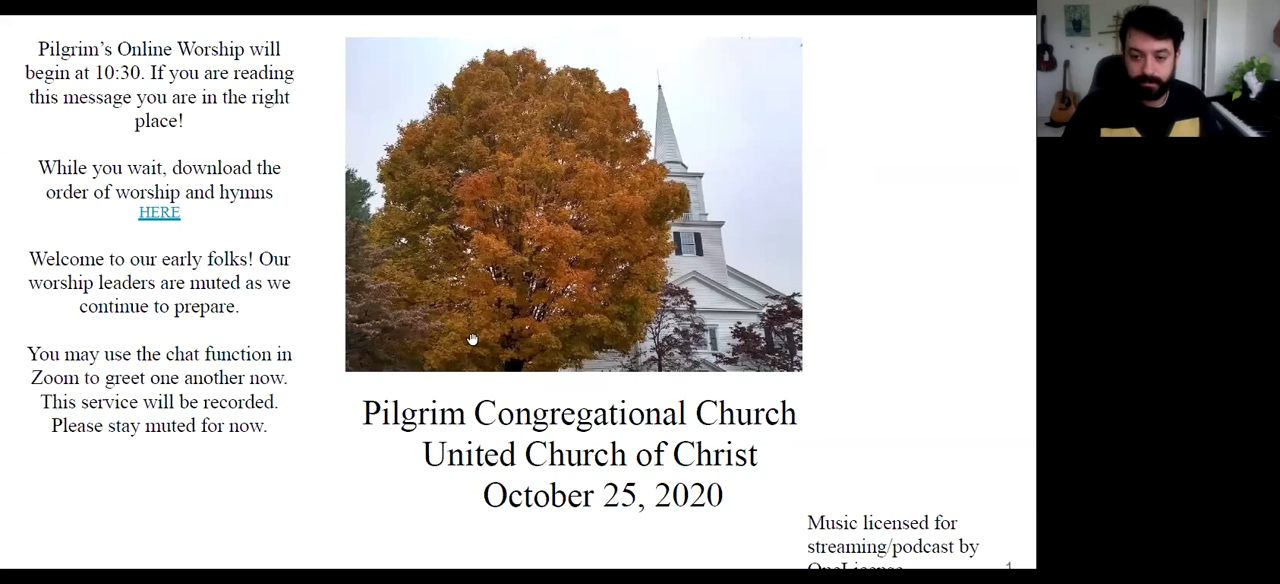 Pilgrim's Online Worship will
begin at 10:30. If you are reading
this message you are in the right
place!
While you wait, download the
order of worship and hymns
HERE
Welcome to our early folks! Our
worship leaders are muted as we
continue to prepare.
You may use the chat function in
Zoom to greet one another now.
This service will be recorded.
Please stay muted for now.
Pilgrim Congregational Church
United Church of Christ
October 25, 2020
Music licensed for
streaming/podcast by
OneLicense
1